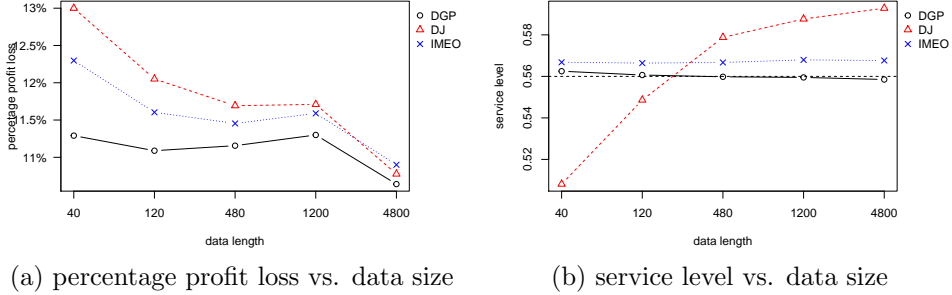 13%
12.5%
12%
11.5%
11%
percentage profit loss
40 120 480 1200 4800
data length
DGP
DJ
IMEO
(a) percentage profit loss vs. data size
0.58
0.56
0.54
0.52
service level
40 120 480 1200 4800
data length
DGP
DJ
IMEO
(b) service level vs. data size